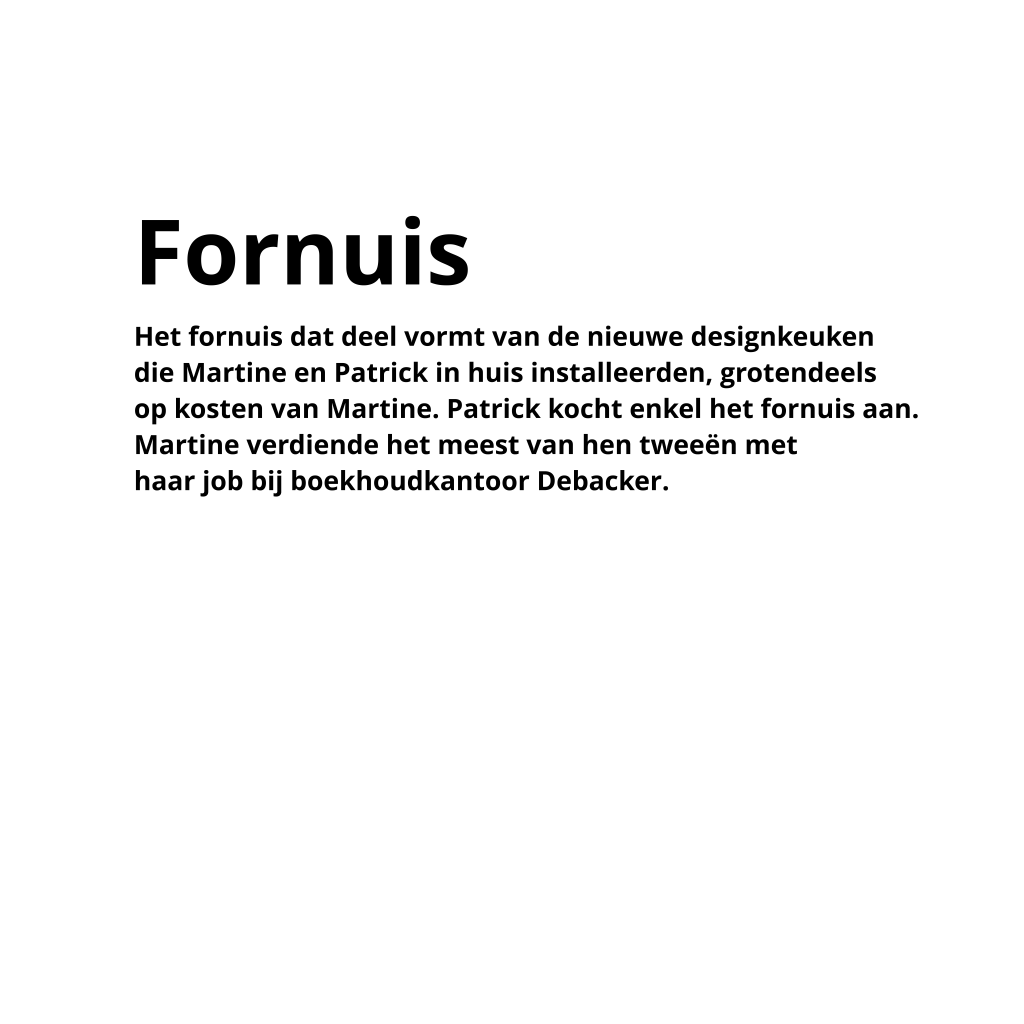 Fornuis
Het fornuis dat deel vormt van de nieuwe designkeuken
die Martine en Patrick in huis installeerden, grotendeels
op kosten van Martine. Patrick kocht enkel het fornuis aan.
Martine verdiende het meest van hen tweeën met
haar job bij boekhoudkantoor Debacker.